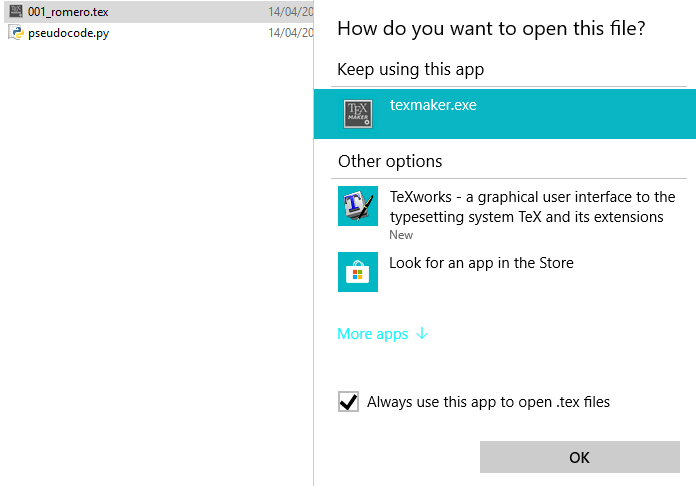 001_romero.tex 14/04/20
pseudocode.py 14/04/20
How do you want to open this file?
Keep using this app
TEX
MAKER
texmaker.exe
Other options
T
TeXworks - a graphical user interface to the
typesetting system TeX and its extensions
New
Look for an app in the Store
More apps ↓
Always use this app to open .tex files
OK